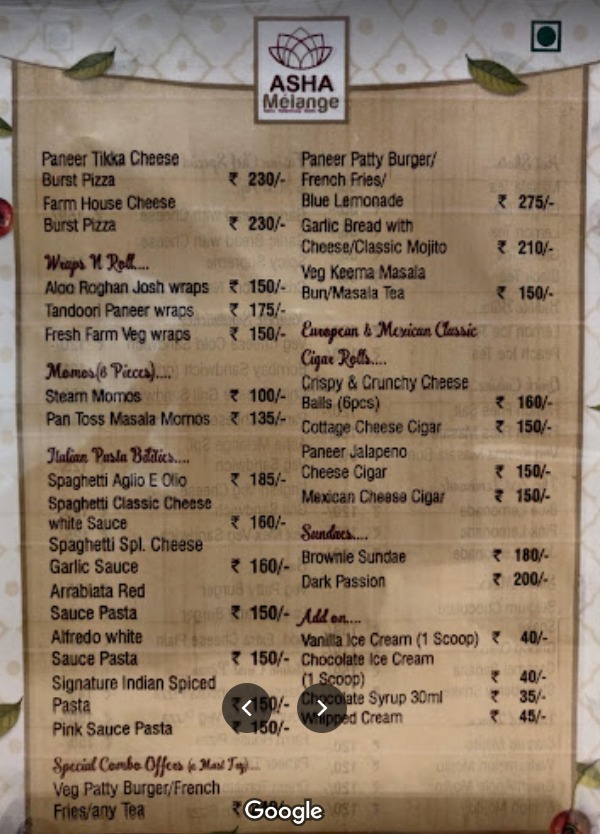 ASHA
Mélange
Paneer Tikka Cheese
Burst Pizza ₹ 230/-
Farm House Cheese
Burst Pizza ₹ 230/-
Wraps N Roll....
Aloo Roghan Josh wraps ₹ 150/-
Tandoori Paneer wraps ₹ 175/-
Fresh Farm Veg wraps ₹ 150/-
Momos(6 Pieces)....
Steam Momos ₹ 100/-
Pan Toss Masala Momos ₹ 135/-
Italian Pasta Bitities....
Spaghetti Aglio E Olio ₹ 185/-
Spaghetti Classic Cheese
white Sauce ₹ 160/-
Spaghetti Spl. Cheese
Garlic Sauce ₹ 160/-
Arrabiata Red
Sauce Pasta ₹ 150/-
Alfredo white
Sauce Pasta ₹ 150/-
Signature Indian Spiced
Pasta ₹ 150/-
Pink Sauce Pasta ₹ 150/-
Special Combo Offers (a Must Try)...
Veg Patty Burger/French
Fries/any Tea ₹
Paneer Patty Burger/
French Fries/
Blue Lemonade ₹ 275/-
Garlic Bread with
Cheese/Classic Mojito ₹ 210/-
Veg Keema Masala
Bun/Masala Tea ₹ 150/-
European & Mexican Classic
Cigar Rolls....
Crispy & Crunchy Cheese
Balls (6pcs) ₹ 160/-
Cottage Cheese Cigar ₹ 150/-
Paneer Jalapeno
Cheese Cigar ₹ 150/-
Mexican Cheese Cigar ₹ 150/-
Sundaes....
Brownie Sundae ₹ 180/-
Dark Passion ₹ 200/-
Add on....
Vanilla Ice Cream (1 Scoop) ₹ 40/-
Chocolate Ice Cream
(1 Scoop) ₹ 40/-
Chocolate Syrup 30ml ₹ 35/-
Whipped Cream ₹ 45/-
Google